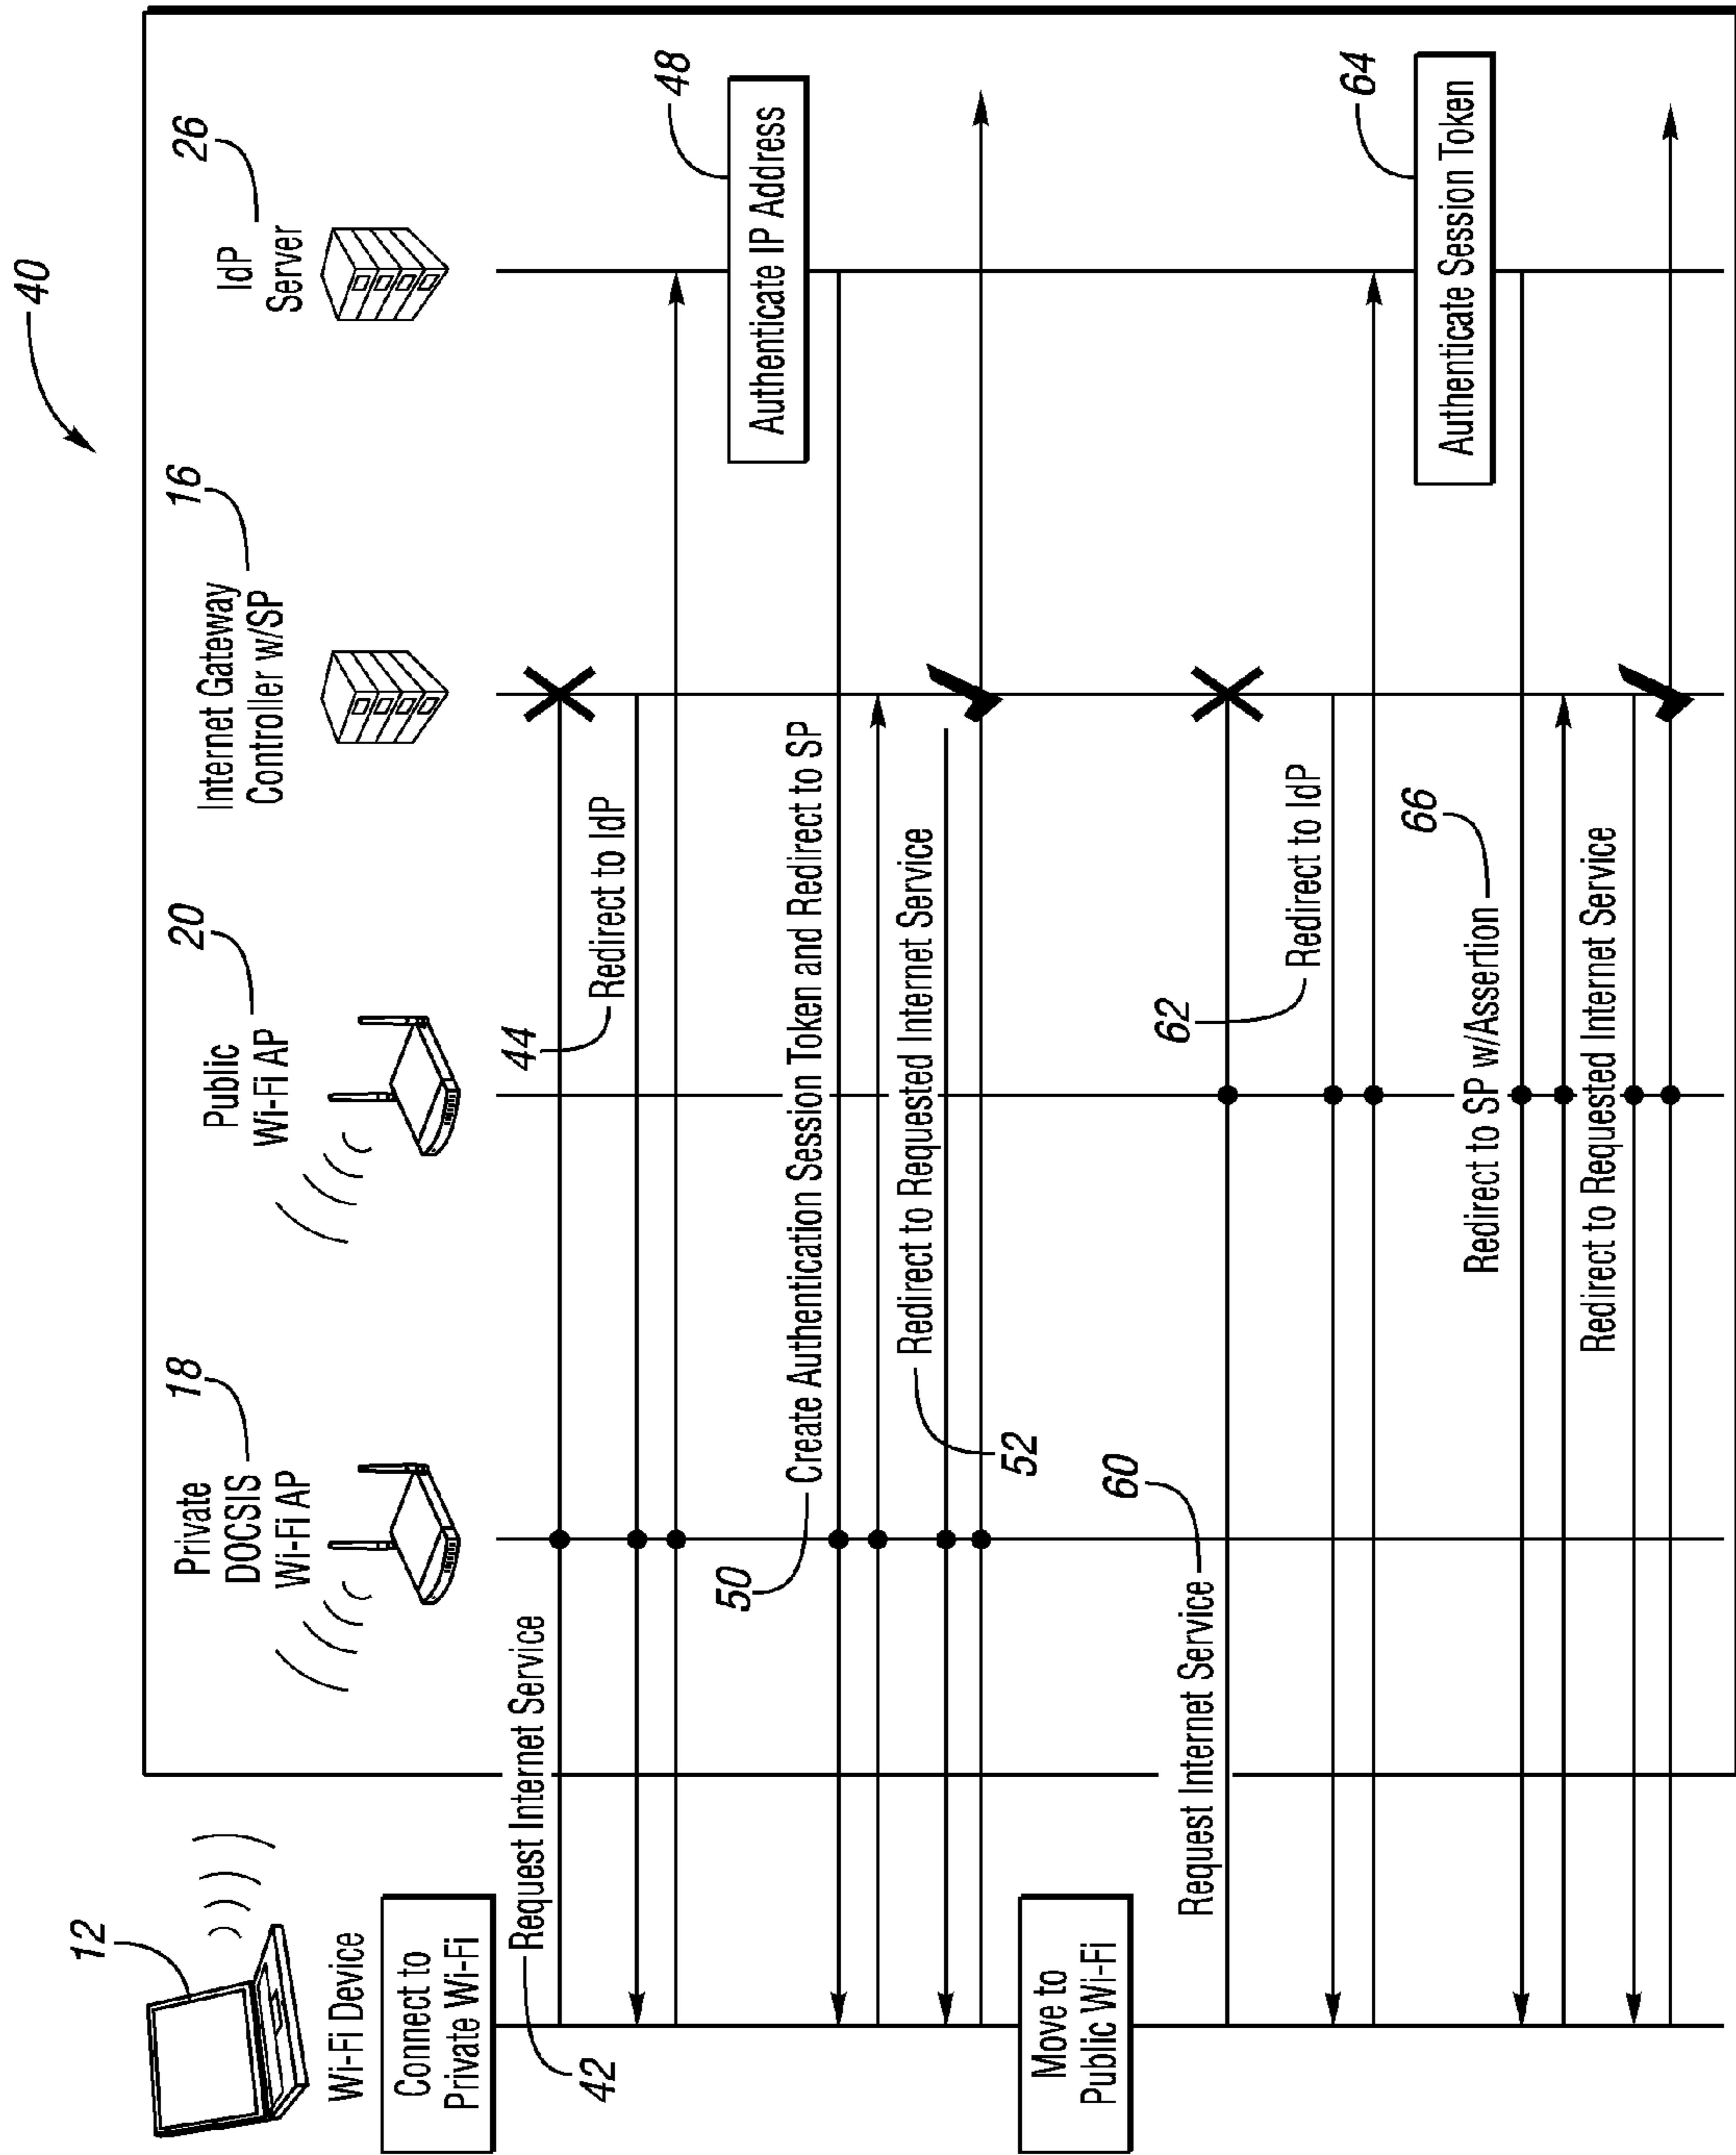 40
12
Wi-Fi Device
18
Private
DOCSIS
Wi-Fi AP
20
Public
Wi-Fi AP
16
Internet Gateway
Controller w/SP
26
IdP
Server
Connect to
Private Wi-Fi
42
Request Internet Service
44
Redirect to IdP
48
Authenticate IP Address
50
Create Authentication Session Token and Redirect to SP
52
Redirect to Requested Internet Service
Move to
Public Wi-Fi
60
Request Internet Service
62
Redirect to IdP
64
Authenticate Session Token
66
Redirect to SP w/Assertion
Redirect to Requested Internet Service